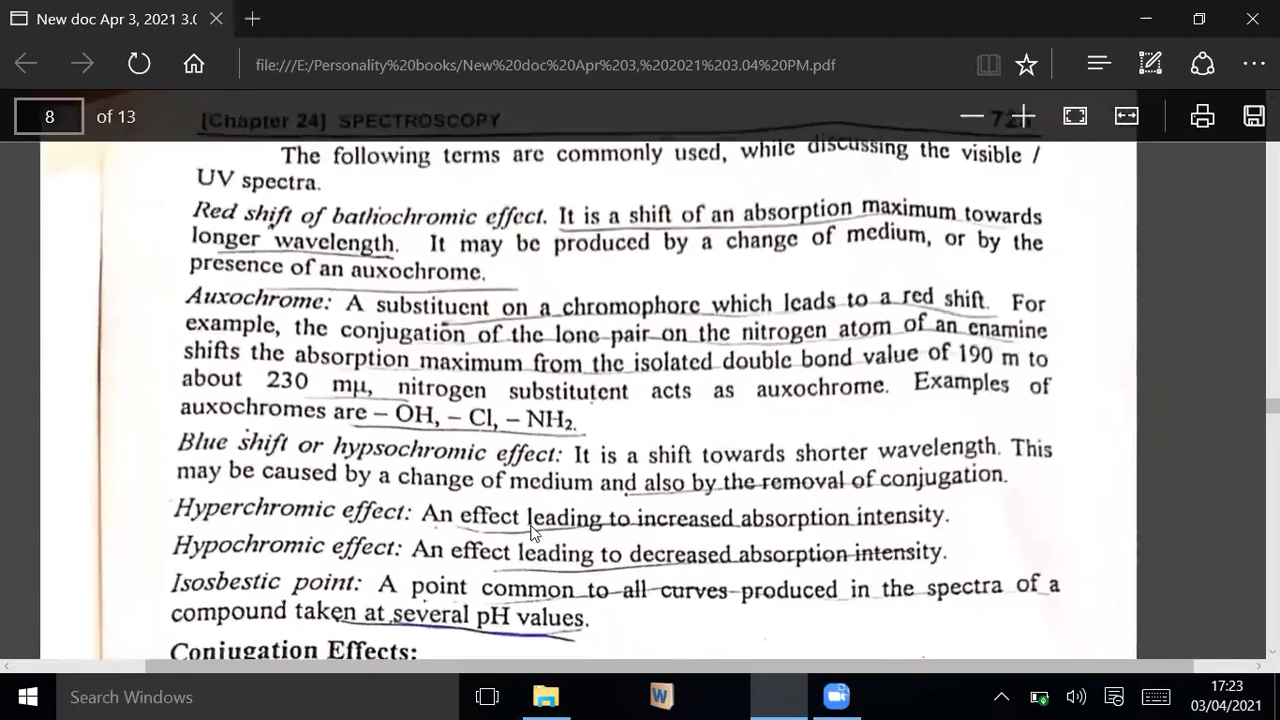 New doc Apr 3, 2021 3.0
file:///E:/Personality%20books/New%20doc%20Apr%203,%202021%203.04%20PM.pdf
8 of 13
[Chapter 24] SPECTROSCOPY
The following terms are commonly used, while discussing the visible /
UV spectra.
Red shift of bathochromic effect. It is a shift of an absorption maximum towards
longer wavelength. It may be produced by a change of medium, or by the
presence of an auxochrome.
Auxochrome: A substituent on a chromophore which leads to a red shift. For
example, the conjugation of the lone pair on the nitrogen atom of an enamine
shifts the absorption maximum from the isolated double bond value of 190 m to
about 230 mμ, nitrogen substitutent acts as auxochrome. Examples of
auxochromes are – OH, – Cl, – NH₂.
Blue shift or hypsochromic effect: It is a shift towards shorter wavelength. This
may be caused by a change of medium and also by the removal of conjugation.
Hyperchromic effect: An effect leading to increased absorption intensity.
Hypochromic effect: An effect leading to decreased absorption intensity.
Isosbestic point: A point common to all curves produced in the spectra of a
compound taken at several pH values.
Conjugation Effects:
Search Windows
17:23
03/04/2021